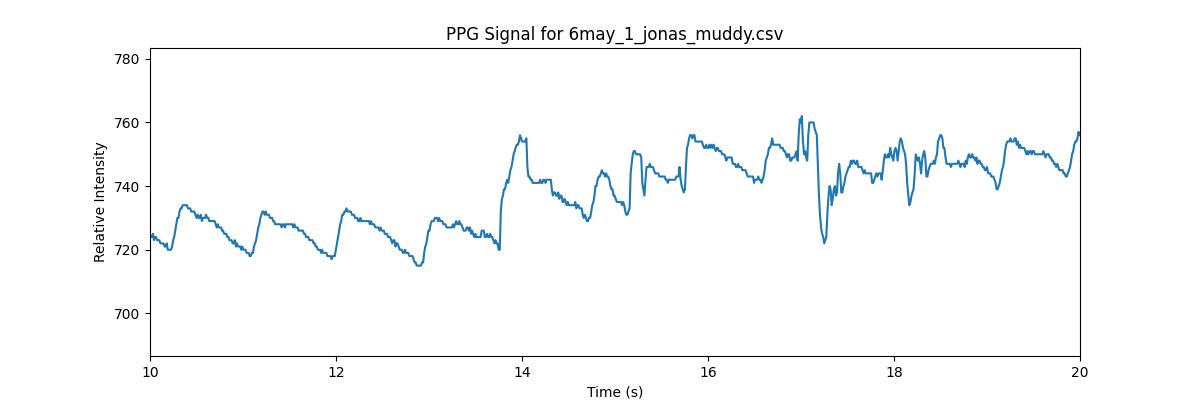 PPG Signal for 6may_1_jonas_muddy.csv
780
760
740
720
700
Relative Intensity
10 12 14 16 18 20
Time (s)